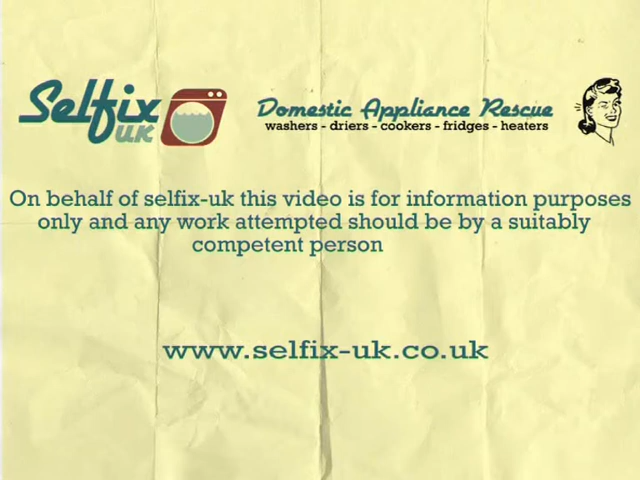 Selfix
UK
Domestic Appliance Rescue
washers - driers - cookers - fridges - heaters
On behalf of selfix-uk this video is for information purposes
only and any work attempted should be by a suitably
competent person
www.selfix-uk.co.uk